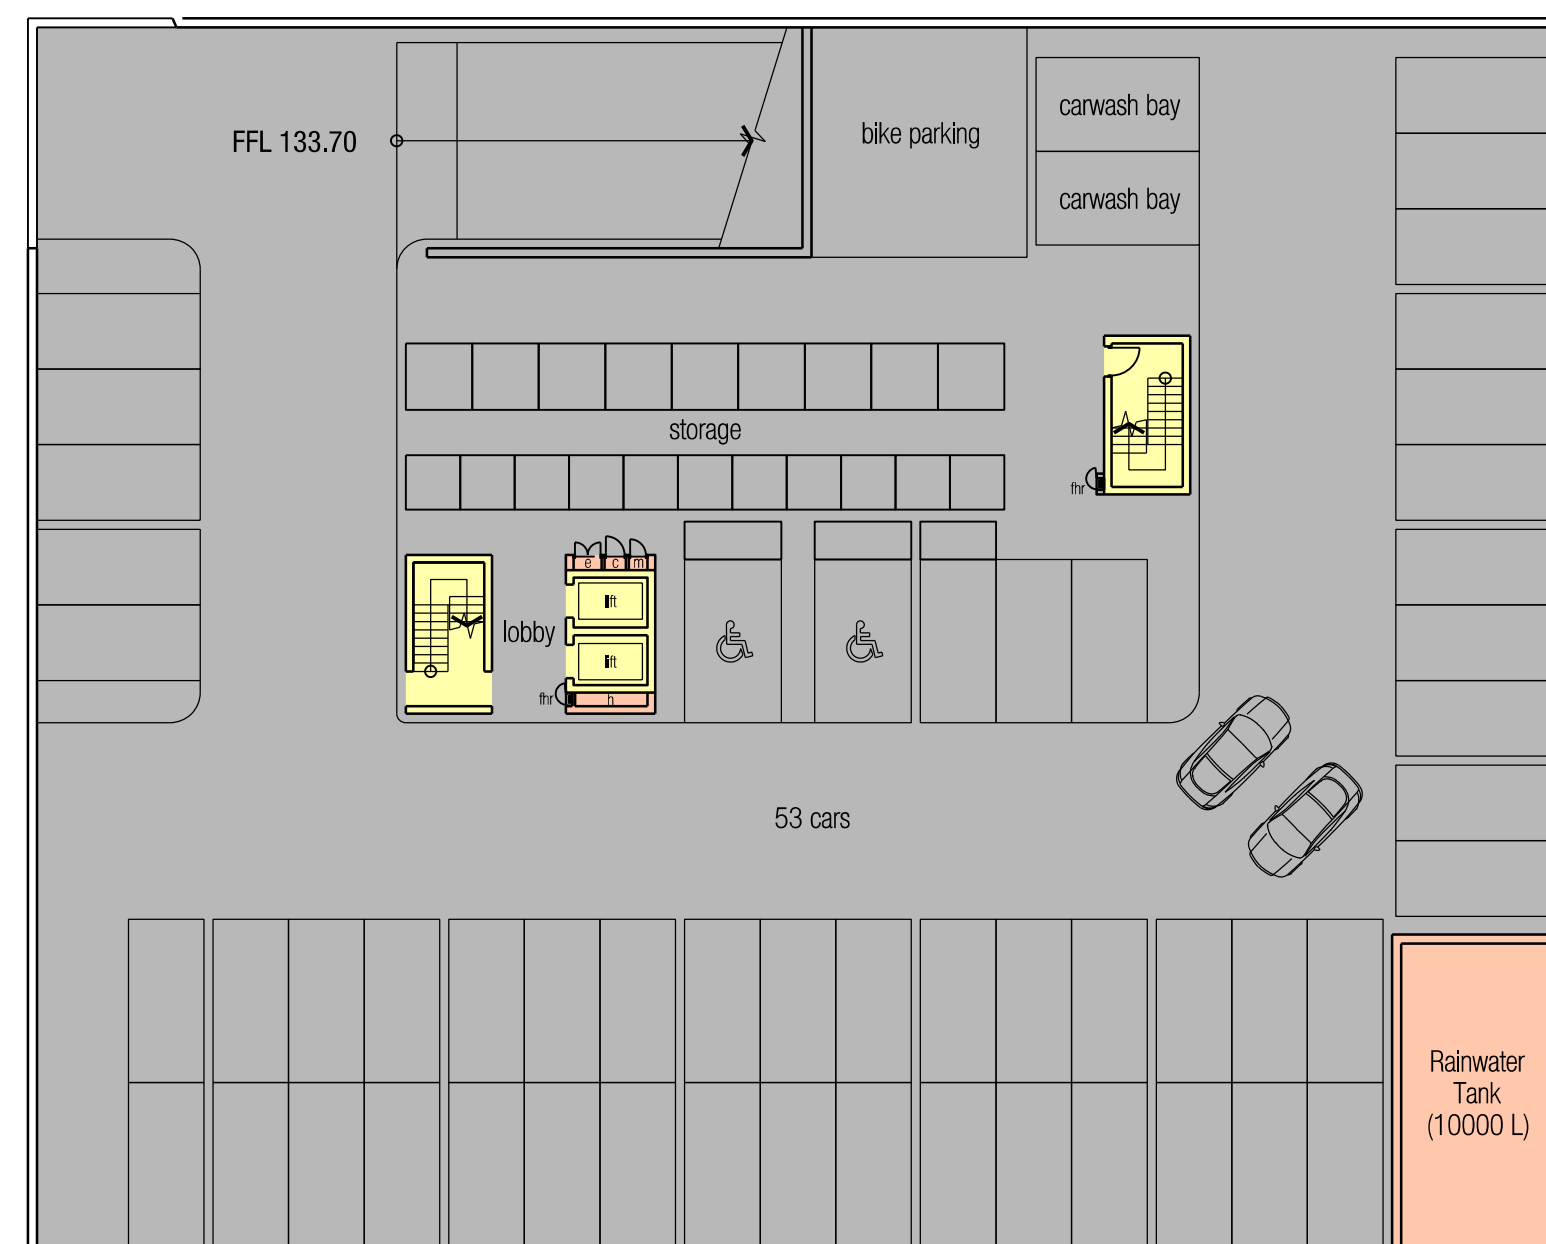 carwash bay
FFL 133.70
bike parking
carwash bay
storage
fhr
e c m
lift
lobby
lift
fhr
h
53 cars
Rainwater
Tank
(10000 L)